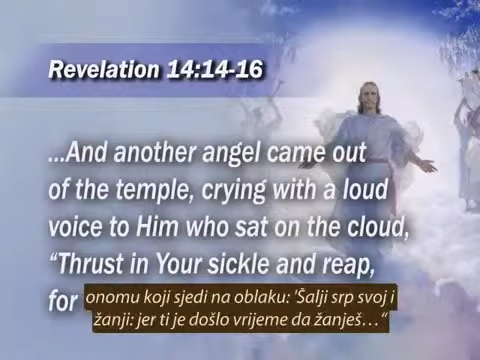 Revelation 14:14-16
...And another angel came out
of the temple, crying with a loud
voice to Him who sat on the cloud,
“Thrust in Your sickle and reap,
for
onomu koji sjedi na oblaku: 'Šalji srp svoj i
žanji: jer ti je došlo vrijeme da žanješ…“